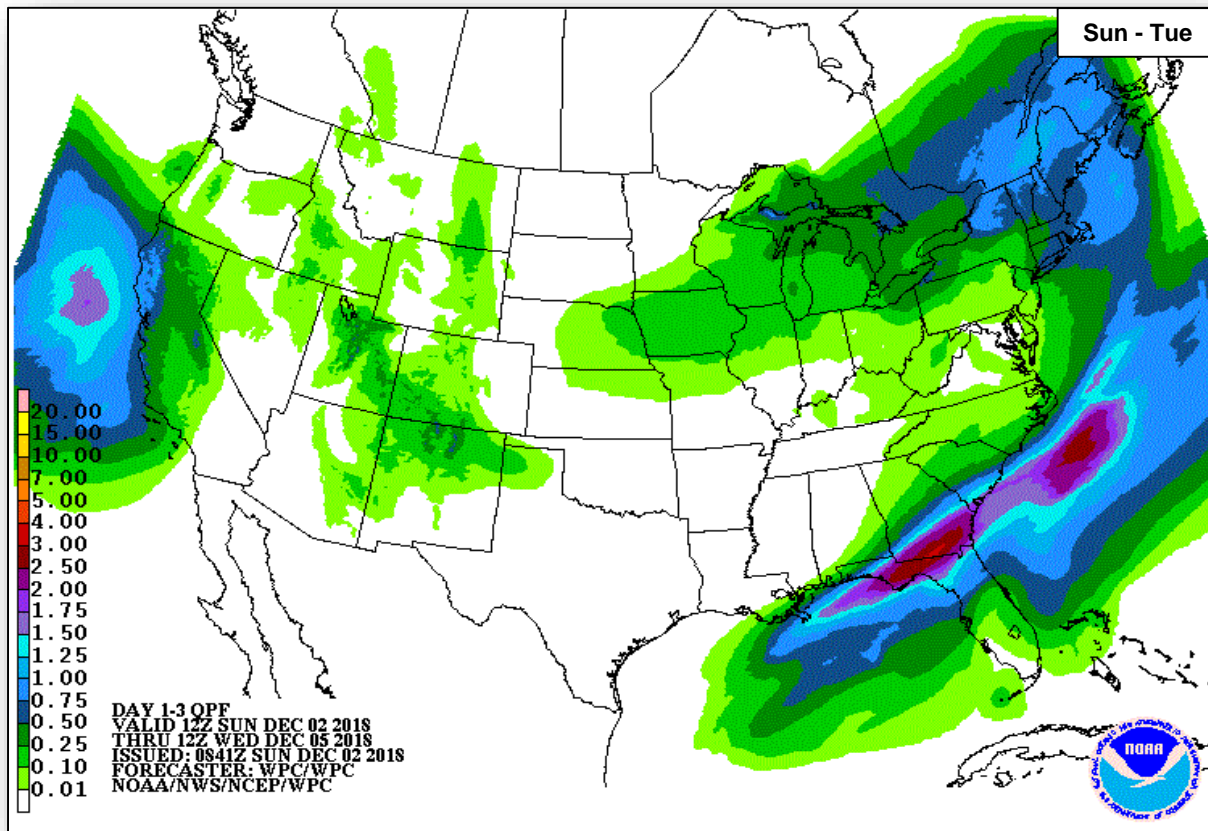 Sun - Tue
20.00
15.00
10.00
7.00
5.00
4.00
3.00
2.50
2.00
1.75
1.50
1.25
1.00
0.75
0.50
0.25
0.10
0.01
DAY 1-3 QPF
VALID 12Z SUN DEC 02 2018
THRU 12Z WED DEC 05 2018
ISSUED: 0841Z SUN DEC 02 2018
FORECASTER: WPC/WPC
NOAA/NWS/NCEP/WPC
NOAA